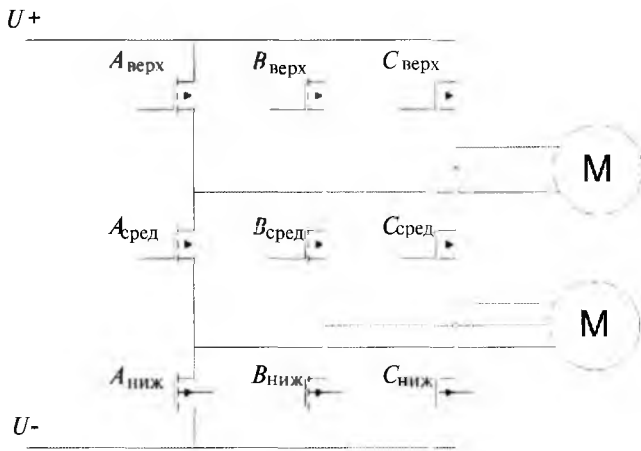 U+
Aверх Bверх Cверх
M
Aсред Bсред Cсред
M
Aниж Bниж Cниж
U-